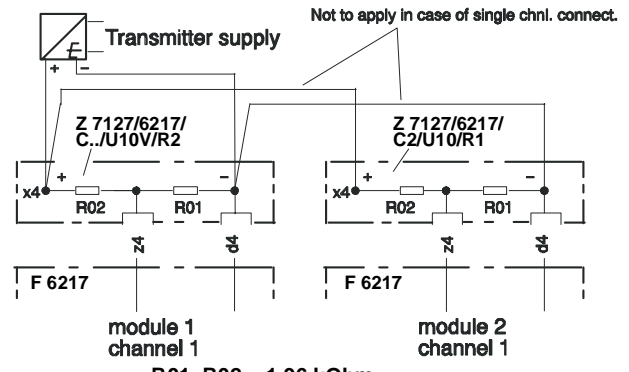 Not to apply in case of single chnl. connect.
E
Transmitter supply
+ −
Z 7127/6217/
C../U10V/R2
Z 7127/6217/
C2/U10/R1
x4 + −
R02 R01
x4 + −
R02 R01
z4 d4
z4 d4
F 6217
F 6217
module 1
channel 1
module 2
channel 1